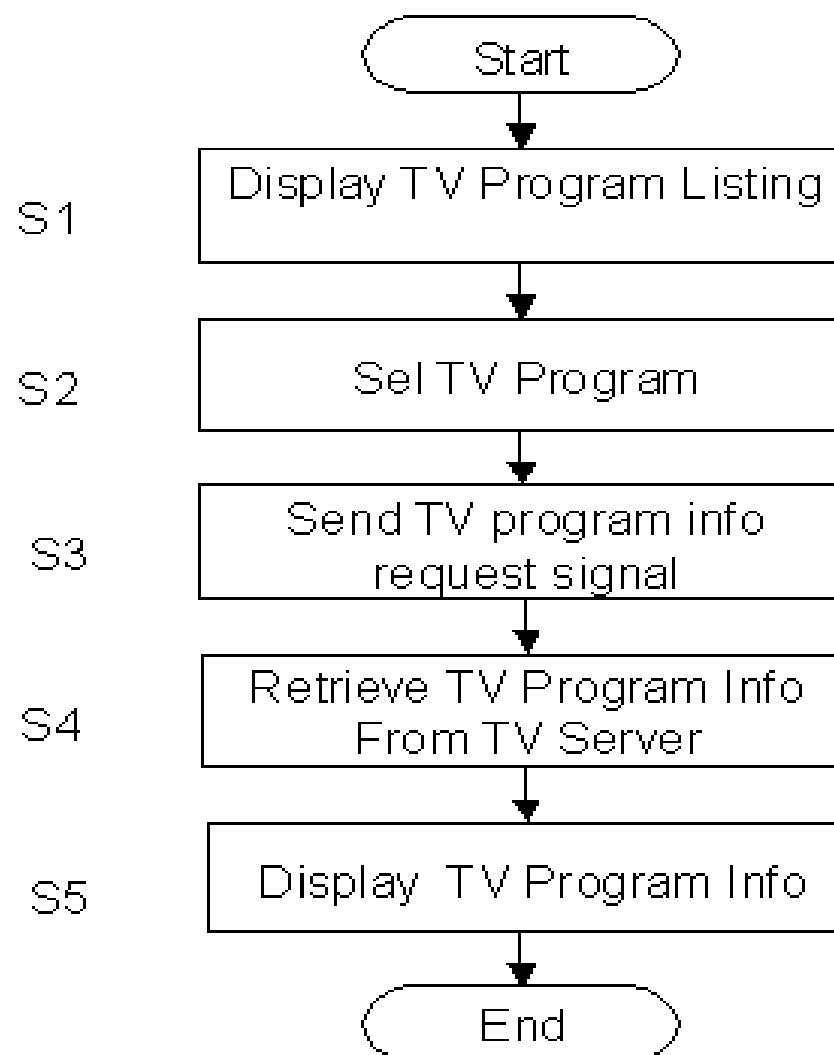 Start
S1
Display TV Program Listing
S2
Sel TV Program
S3
Send TV program info
request signal
S4
Retrieve TV Program Info
From TV Server
S5
Display TV Program Info
End